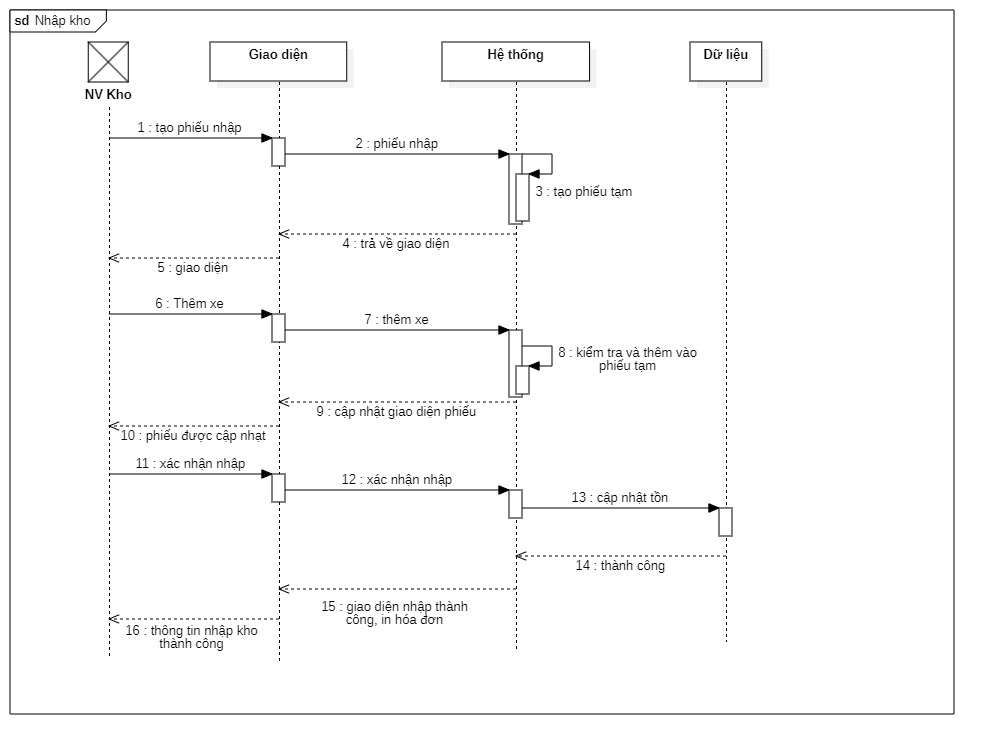 sd Nhập kho
Giao diện
Hệ thống
Dữ liệu
NV Kho
1 : tạo phiếu nhập
2 : phiếu nhập
3 : tạo phiếu tạm
4 : trả về giao diện
5 : giao diện
6 : Thêm xe
7 : thêm xe
8 : kiểm tra và thêm vào
phiếu tạm
9 : cập nhật giao diện phiếu
10 : phiếu được cập nhạt
11 : xác nhận nhập
12 : xác nhận nhập
13 : cập nhật tồn
14 : thành công
15 : giao diện nhập thành
công, in hóa đơn
16 : thông tin nhập kho
thành công